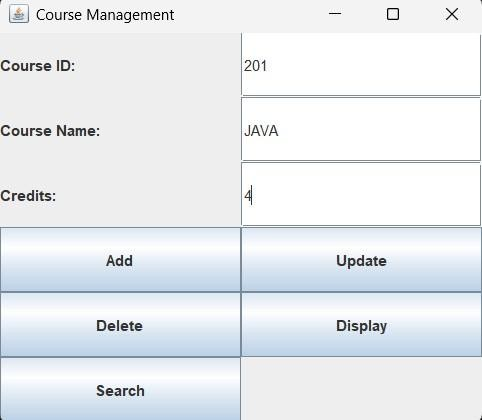 Course Management
Course ID: 201
Course Name: JAVA
Credits: 4
Add Update
Delete Display
Search